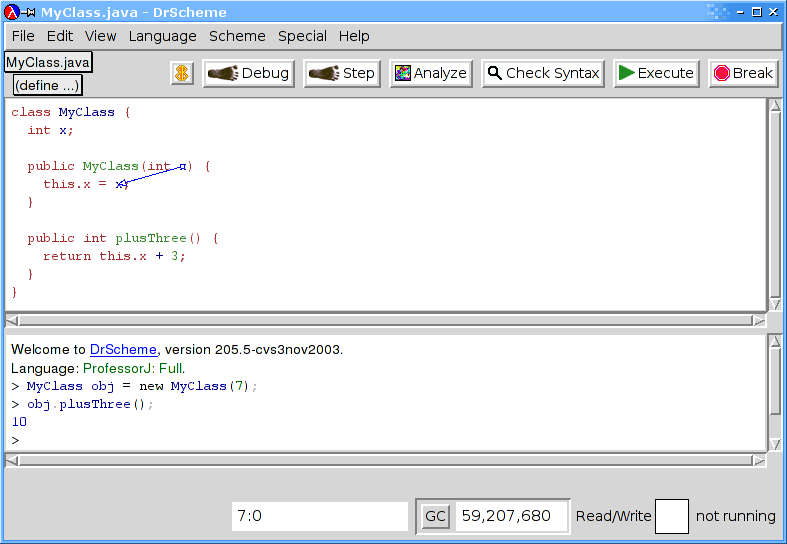 MyClass.java - DrScheme
File Edit View Language Scheme Special Help
MyClass.java
(define ...)
$ Debug Step Analyze Check Syntax Execute Break
class MyClass {
int x;
public MyClass(int x) {
this.x = x;
}
public int plusThree() {
return this.x + 3;
}
}
Welcome to DrScheme, version 205.5-cvs3nov2003.
Language: ProfessorJ: Full.
> MyClass obj = new MyClass(7);
> obj.plusThree();
10
>
7:0 GC 59,207,680 Read/Write not running